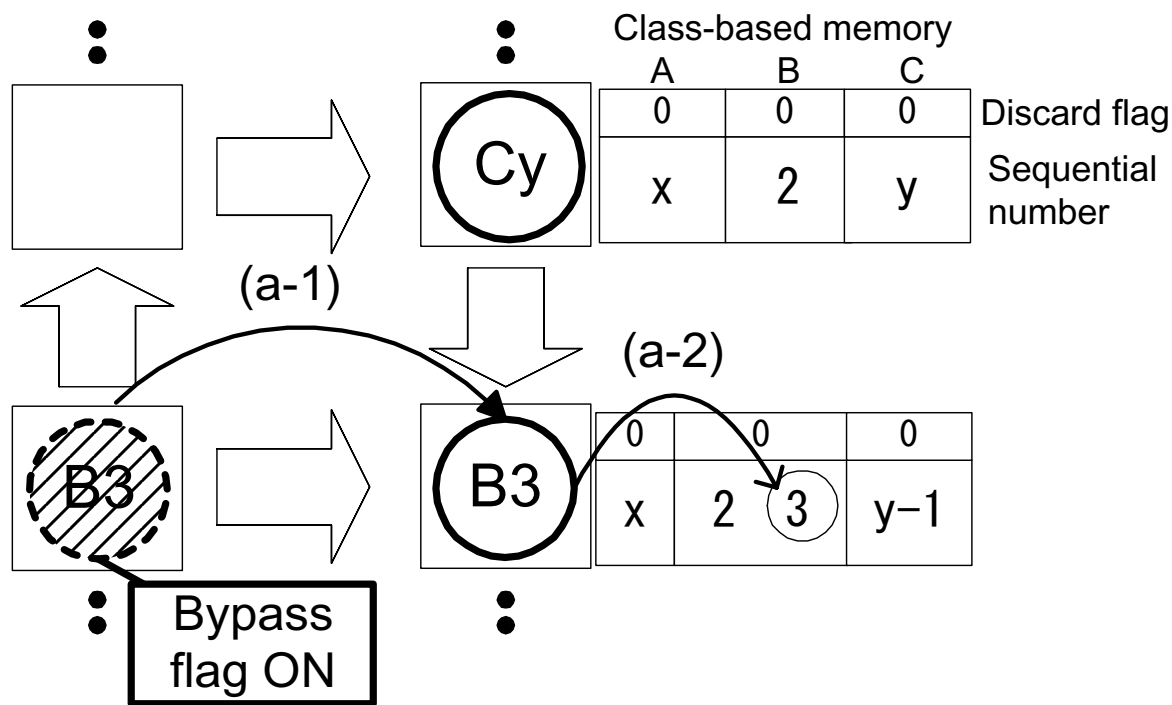 Class-based memory
A B C
0 0 0 Discard flag
Cy
x 2 y
Sequential
number
(a-1)
(a-2)
0 0 0
B3
B3
x 2 3 y-1
Bypass
flag ON